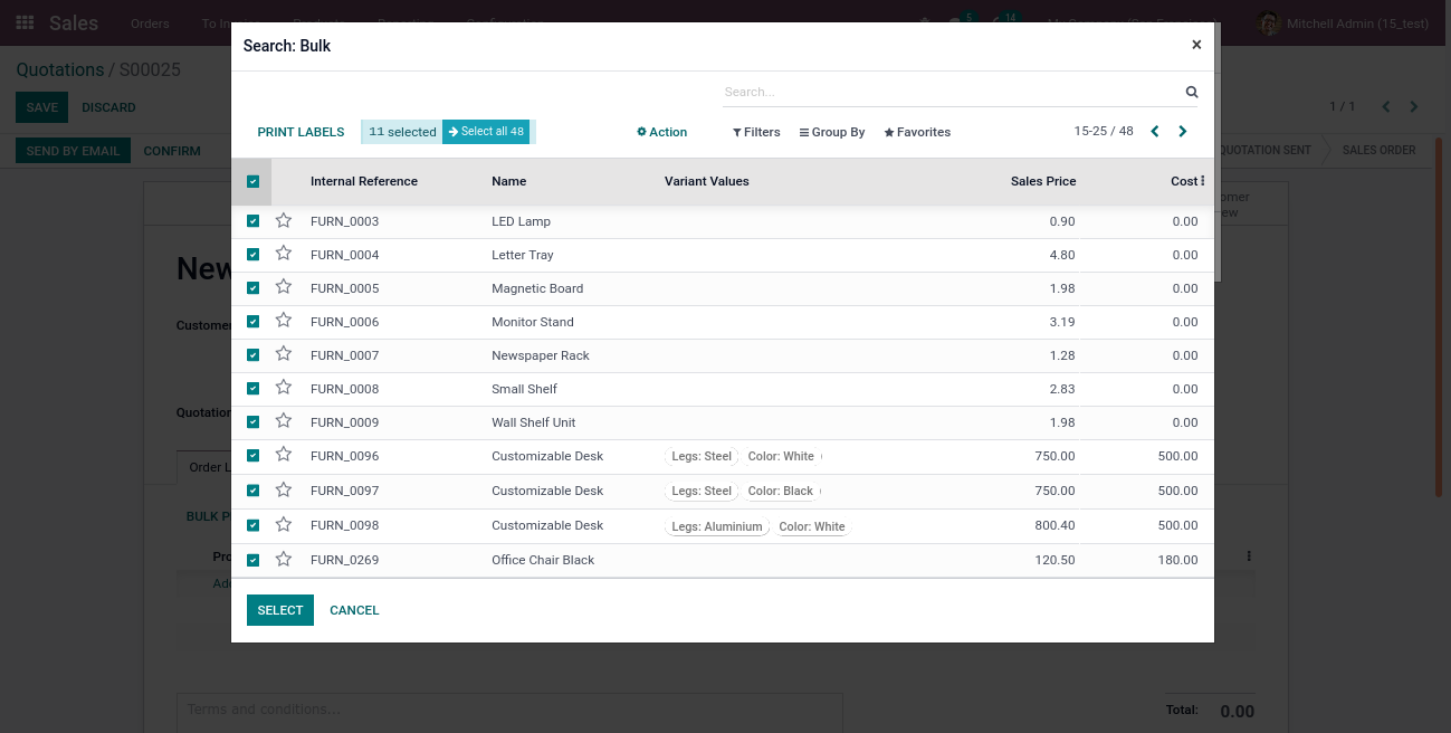 Sales Orders To In 5 14 Mitchell Admin (15_test)
Search: Bulk ×
Quotations / S00025
Search...
SAVE DISCARD 1 / 1
PRINT LABELS 11 selected Select all 48 Action Filters Group By Favorites 15-25 / 48
SEND BY EMAIL CONFIRM QUOTATION SENT SALES ORDER
Internal Reference Name Variant Values Sales Price Cost
FURN_0003 LED Lamp 0.90 0.00
FURN_0004 Letter Tray 4.80 0.00
New
FURN_0005 Magnetic Board 1.98 0.00
Custome
FURN_0006 Monitor Stand 3.19 0.00
FURN_0007 Newspaper Rack 1.28 0.00
FURN_0008 Small Shelf 2.83 0.00
Quotation
FURN_0009 Wall Shelf Unit 1.98 0.00
FURN_0096 Customizable Desk Legs: Steel Color: White 750.00 500.00
Order L
FURN_0097 Customizable Desk Legs: Steel Color: Black 750.00 500.00
BULK P
FURN_0098 Customizable Desk Legs: Aluminium Color: White 800.40 500.00
Pro
FURN_0269 Office Chair Black 120.50 180.00
Add
SELECT CANCEL
Terms and conditions...
Total: 0.00